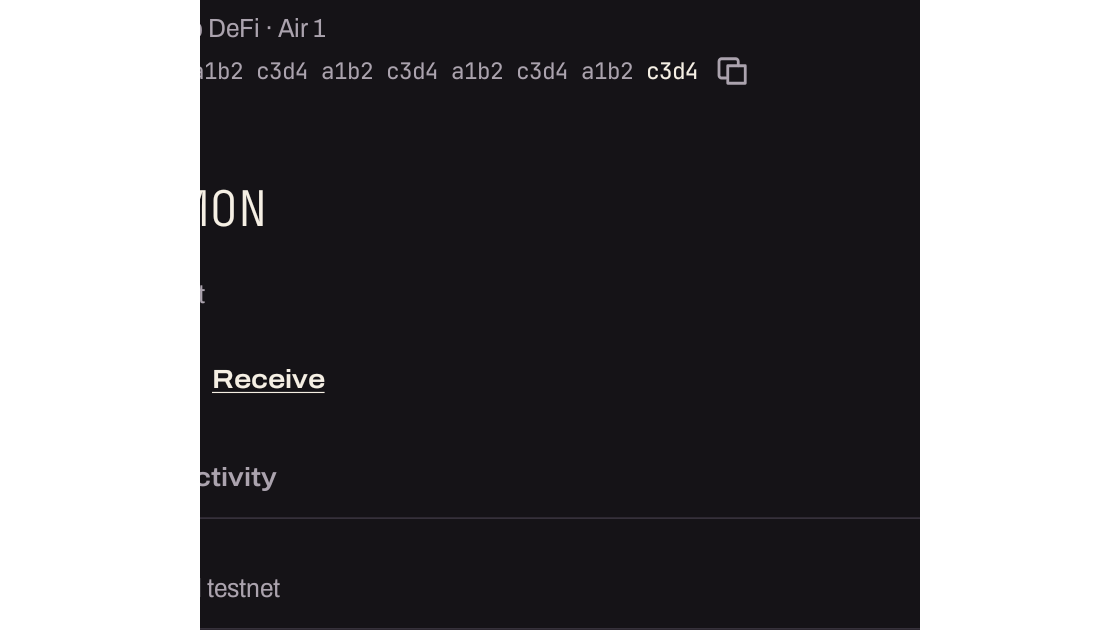 DeFi · Air 1
a1b2 c3d4 a1b2 c3d4 a1b2 c3d4 a1b2 c3d4
MON
t
Receive
ctivity
testnet